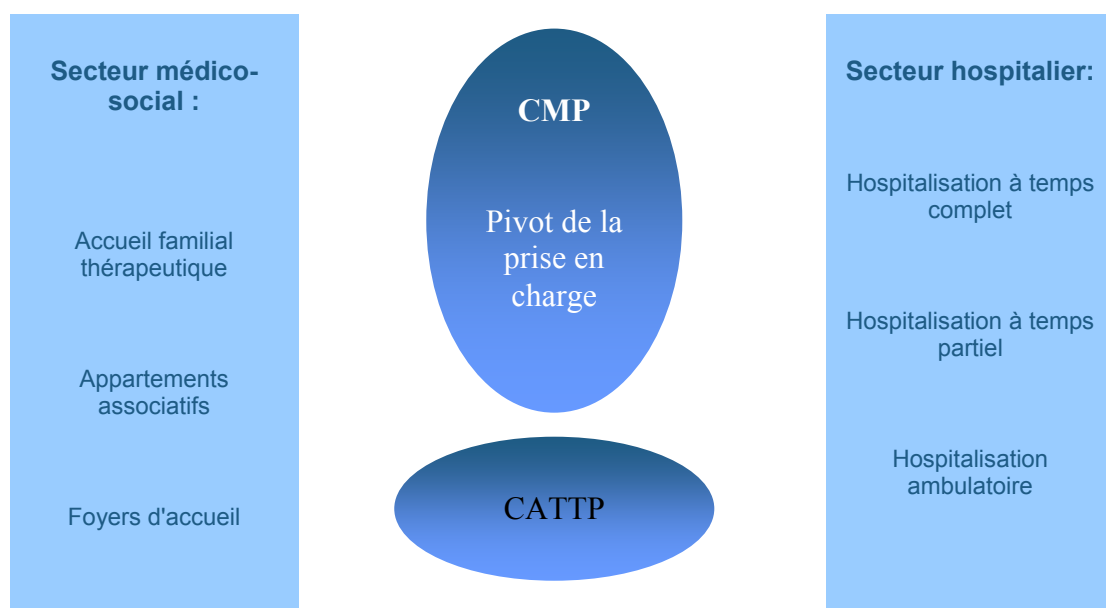 Secteur médico-
social :
Accueil familial
thérapeutique
Appartements
associatifs
Foyers d'accueil
CMP
Pivot de la
prise en
charge
CATTP
Secteur hospitalier:
Hospitalisation à temps
complet
Hospitalisation à temps
partiel
Hospitalisation
ambulatoire